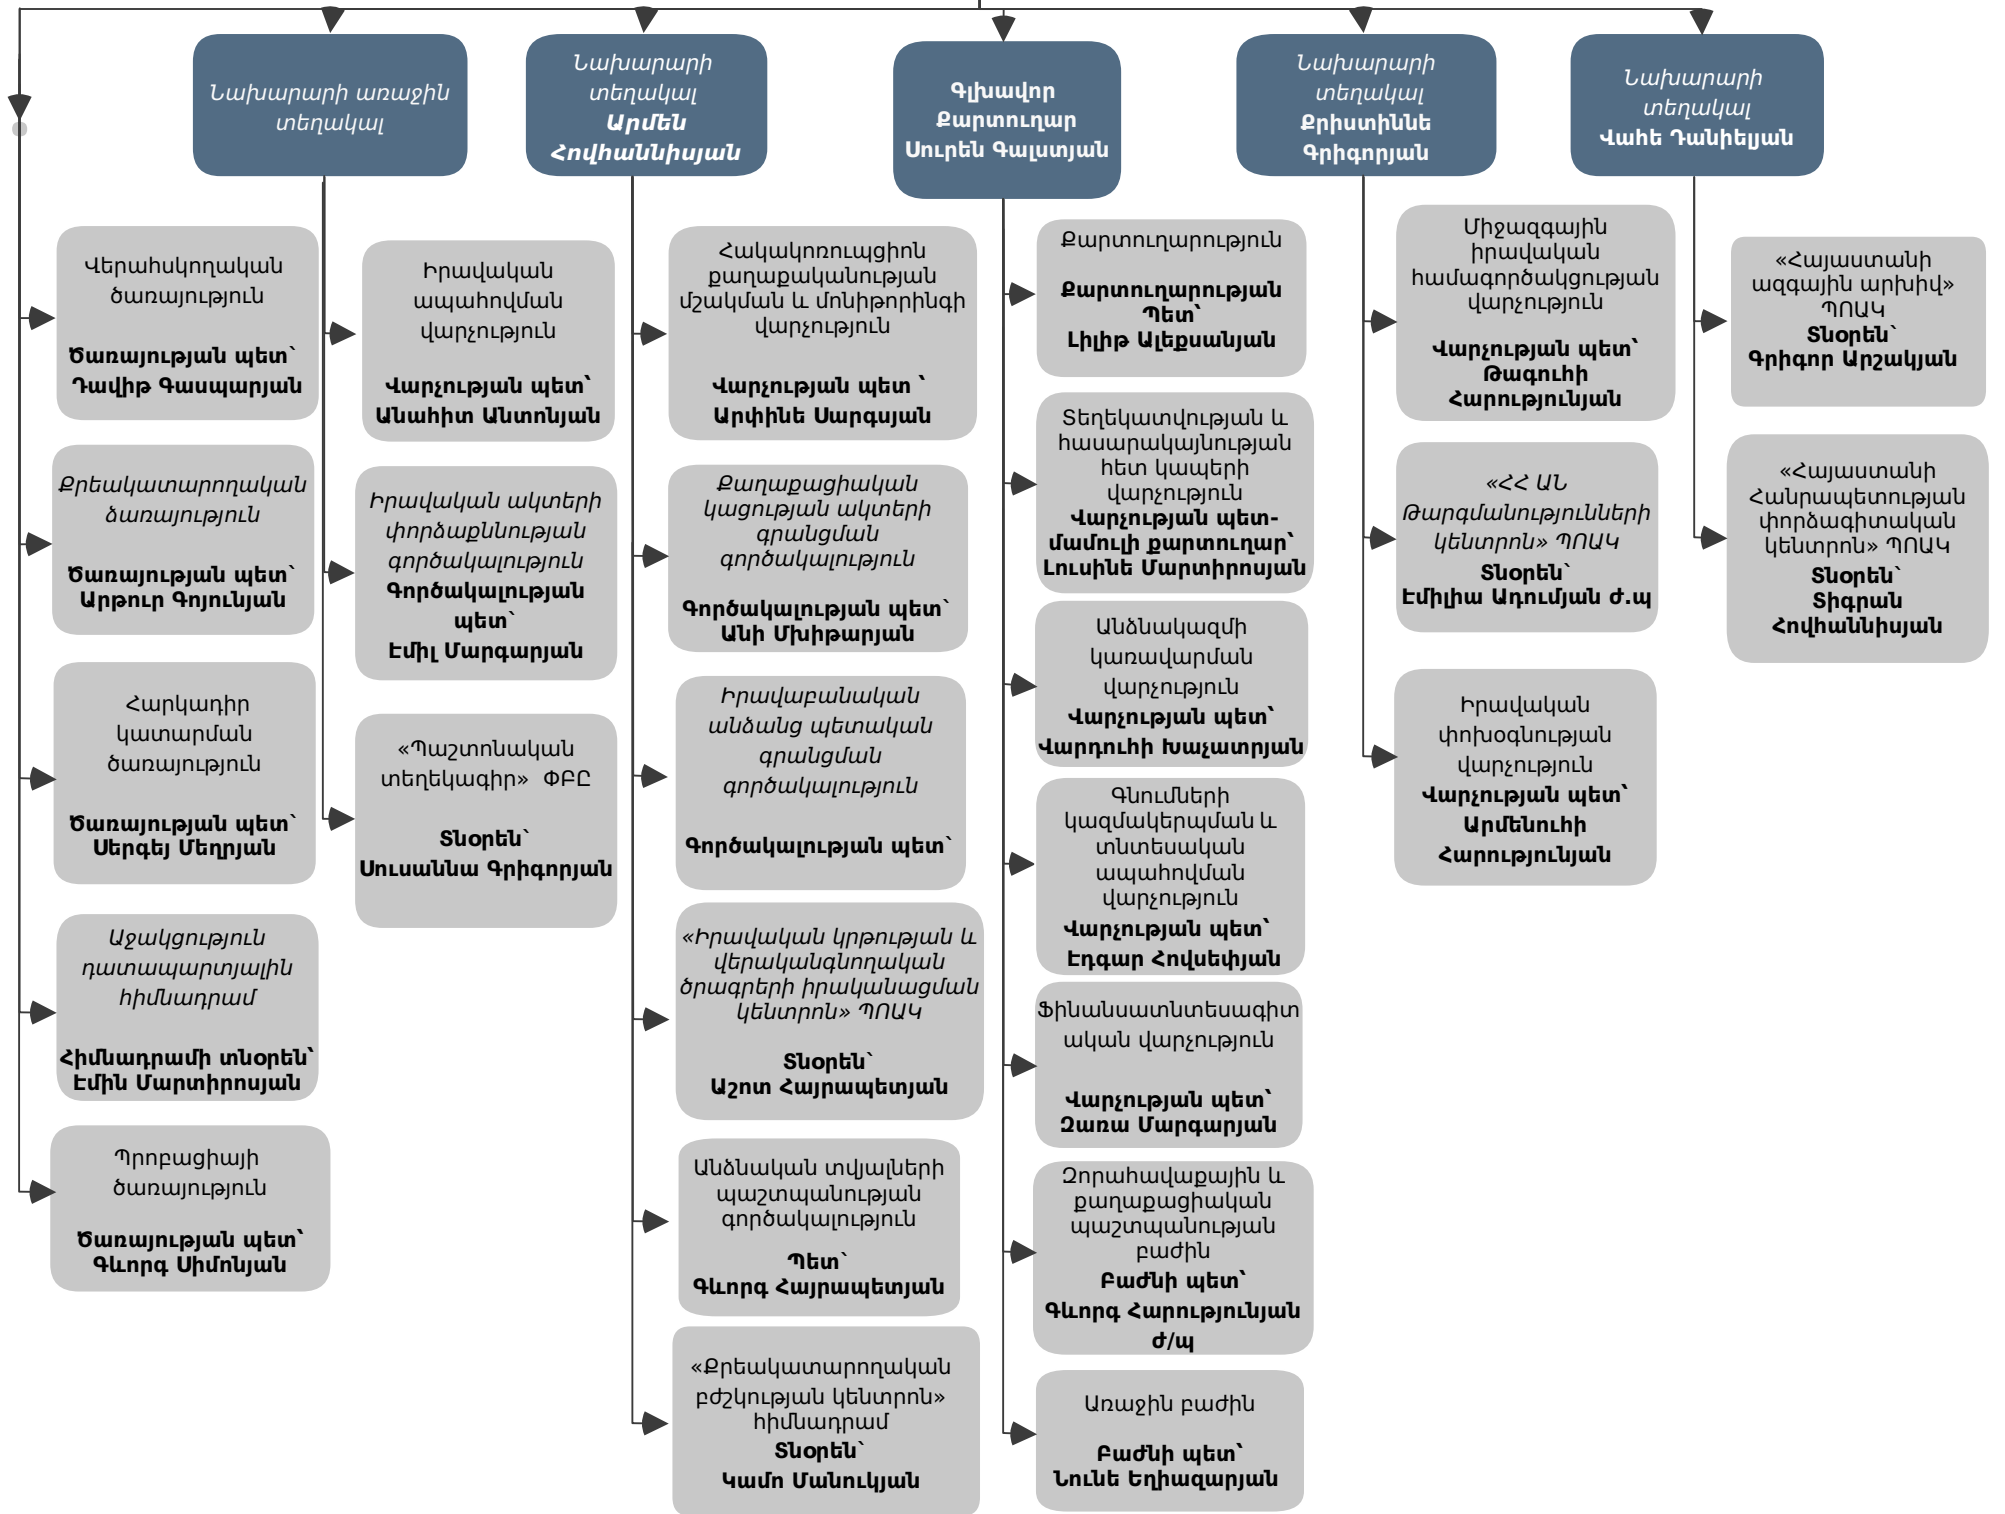 Նախարարի առաջին
տեղակալ
Նախարարի
տեղակալ
Արմեն
Հովհաննիսյան
Գլխավոր
Քարտուղար
Սուրեն Գալստյան
Նախարարի
տեղակալ
Քրիստիննե
Գրիգորյան
Նախարարի
տեղակալ
Վահե Դանիելյան
Վերահսկողական
ծառայություն
Ծառայության պետ`
Դավիթ Գասպարյան
Քրեակատարողական
ծառայություն
Ծառայության պետ`
Արթուր Գոյունյան
Հարկադիր
կատարման
ծառայություն
Ծառայության պետ`
Սերգեյ Մեղրյան
Աջակցություն
դատապարտյալին
հիմնադրամ
Հիմնադրամի տնօրեն՝
Էմին Մարտիրոսյան
Պրոբացիայի
ծառայություն
Ծառայության պետ՝
Գևորգ Սիմոնյան
Իրավական
ապահովման
վարչություն
Վարչության պետ՝
Անահիտ Անտոնյան
Իրավական ակտերի
փորձաքննության
գործակալություն
Գործակալության
պետ`
Էմիլ Մարգարյան
«Պաշտոնական
տեղեկագիր» ՓԲԸ
Տնօրեն`
Սուսաննա Գրիգորյան
Հակակոռուպցիոն
քաղաքականության
մշակման և մոնիթորինգի
վարչություն
Վարչության պետ ՝
Արփինե Սարգսյան
Քաղաքացիական
կացության ակտերի
գրանցման
գործակալություն
Գործակալության պետ`
Անի Մխիթարյան
Իրավաբանական
անձանց պետական
գրանցման
գործակալություն
Գործակալության պետ`
«Իրավական կրթության և
վերականգնողական
ծրագրերի իրականացման
կենտրոն» ՊՈԱԿ
Տնօրեն`
Աշոտ Հայրապետյան
Անձնական տվյալների
պաշտպանության
գործակալություն
Պետ`
Գևորգ Հայրապետյան
«Քրեակատարողական
բժշկության կենտրոն»
հիմնադրամ
Տնօրեն`
Կամո Մանուկյան
Քարտուղարություն
Քարտուղարության
Պետ՝
Լիլիթ Ալեքսանյան
Տեղեկատվության և
հասարակայնության
հետ կապերի
վարչություն
Վարչության պետ-
մամուլի քարտուղար՝
Լուսինե Մարտիրոսյան
Անձնակազմի
կառավարման
վարչություն
Վարչության պետ՝
Վարդուհի Խաչատրյան
Գնումների
կազմակերպման և
տնտեսական
ապահովման
վարչություն
Վարչության պետ՝
Էդգար Հովսեփյան
Ֆինանսատնտեսագիտ
ական վարչություն
Վարչության պետ՝
Զառա Մարգարյան
Զորահավաքային և
քաղաքացիական
պաշտպանության
բաժին
Բաժնի պետ՝
Գևորգ Հարությունյան
ժ/պ
Առաջին բաժին
Բաժնի պետ՝
Նունե Եղիազարյան
Միջազգային
իրավական
համագործակցության
վարչություն
Վարչության պետ՝
Թագուհի
Հարությունյան
«ՀՀ ԱՆ
Թարգմանությունների
կենտրոն» ՊՈԱԿ
Տնօրեն`
Էմիլիա Ադումյան ժ.պ
Իրավական
փոխօգնության
վարչություն
Վարչության պետ՝
Արմենուհի
Հարությունյան
«Հայաստանի
ազգային արխիվ»
ՊՈԱԿ
Տնօրեն`
Գրիգոր Արշակյան
«Հայաստանի
Հանրապետության
փորձագիտական
կենտրոն» ՊՈԱԿ
Տնօրեն`
Տիգրան
Հովհաննիսյան